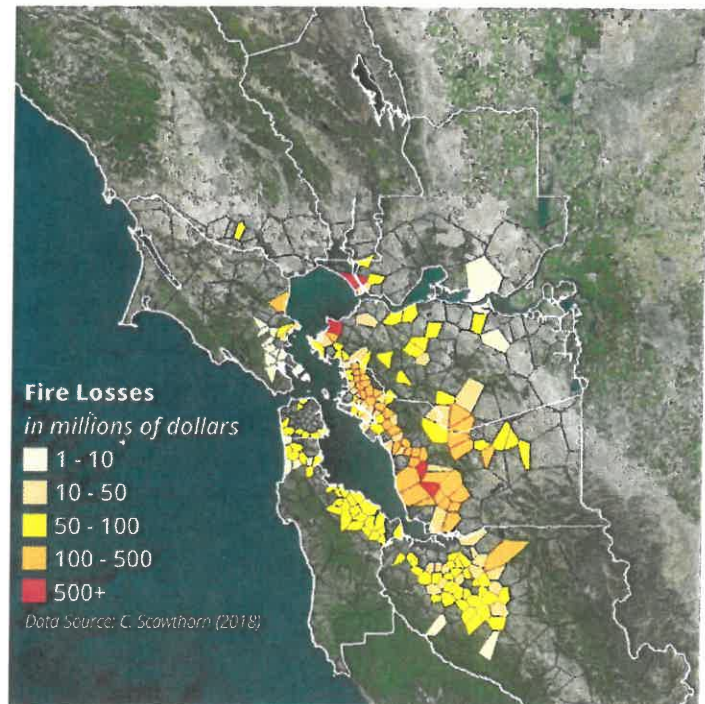 Fire Losses
in millions of dollars
1 - 10
10 - 50
50 - 100
100 - 500
500+
Data Source: C. Scawthorn (2018)